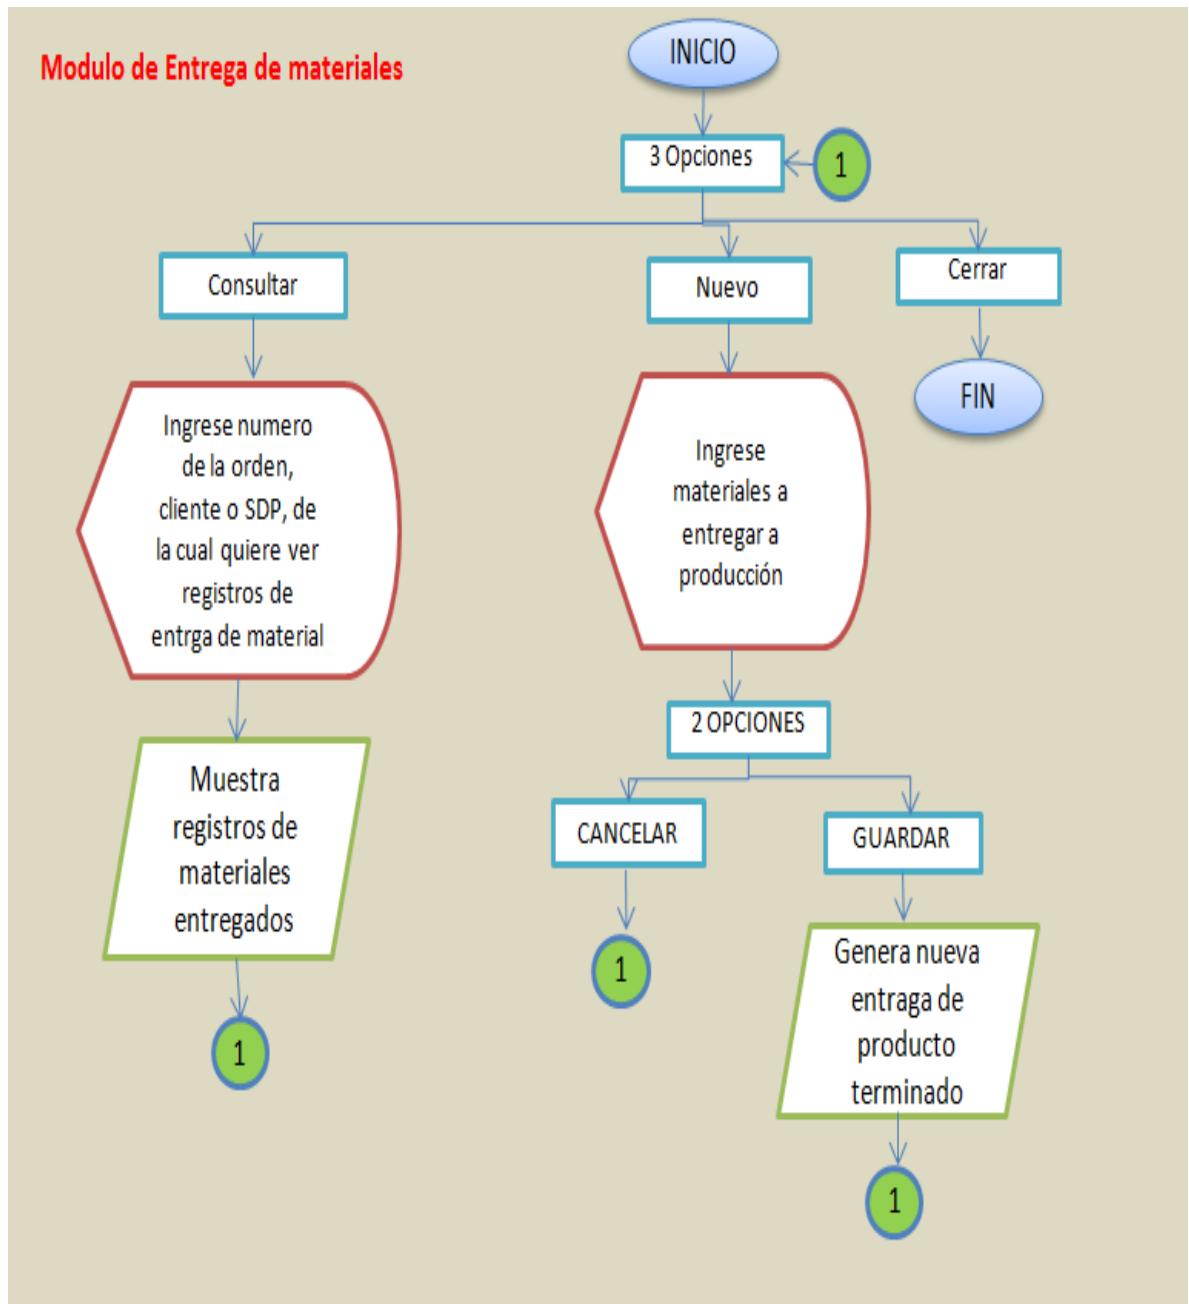 Modulo de Entrega de materiales
INICIO
3 Opciones
1
Consultar
Nuevo
Cerrar
FIN
Ingrese numero
de la orden,
cliente o SDP, de
la cual quiere ver
registros de
entrga de material
Ingrese
materiales a
entregar a
producción
2 OPCIONES
Muestra
registros de
materiales
entregados
CANCELAR
GUARDAR
1
Genera nueva
entraga de
producto
terminado
1
1